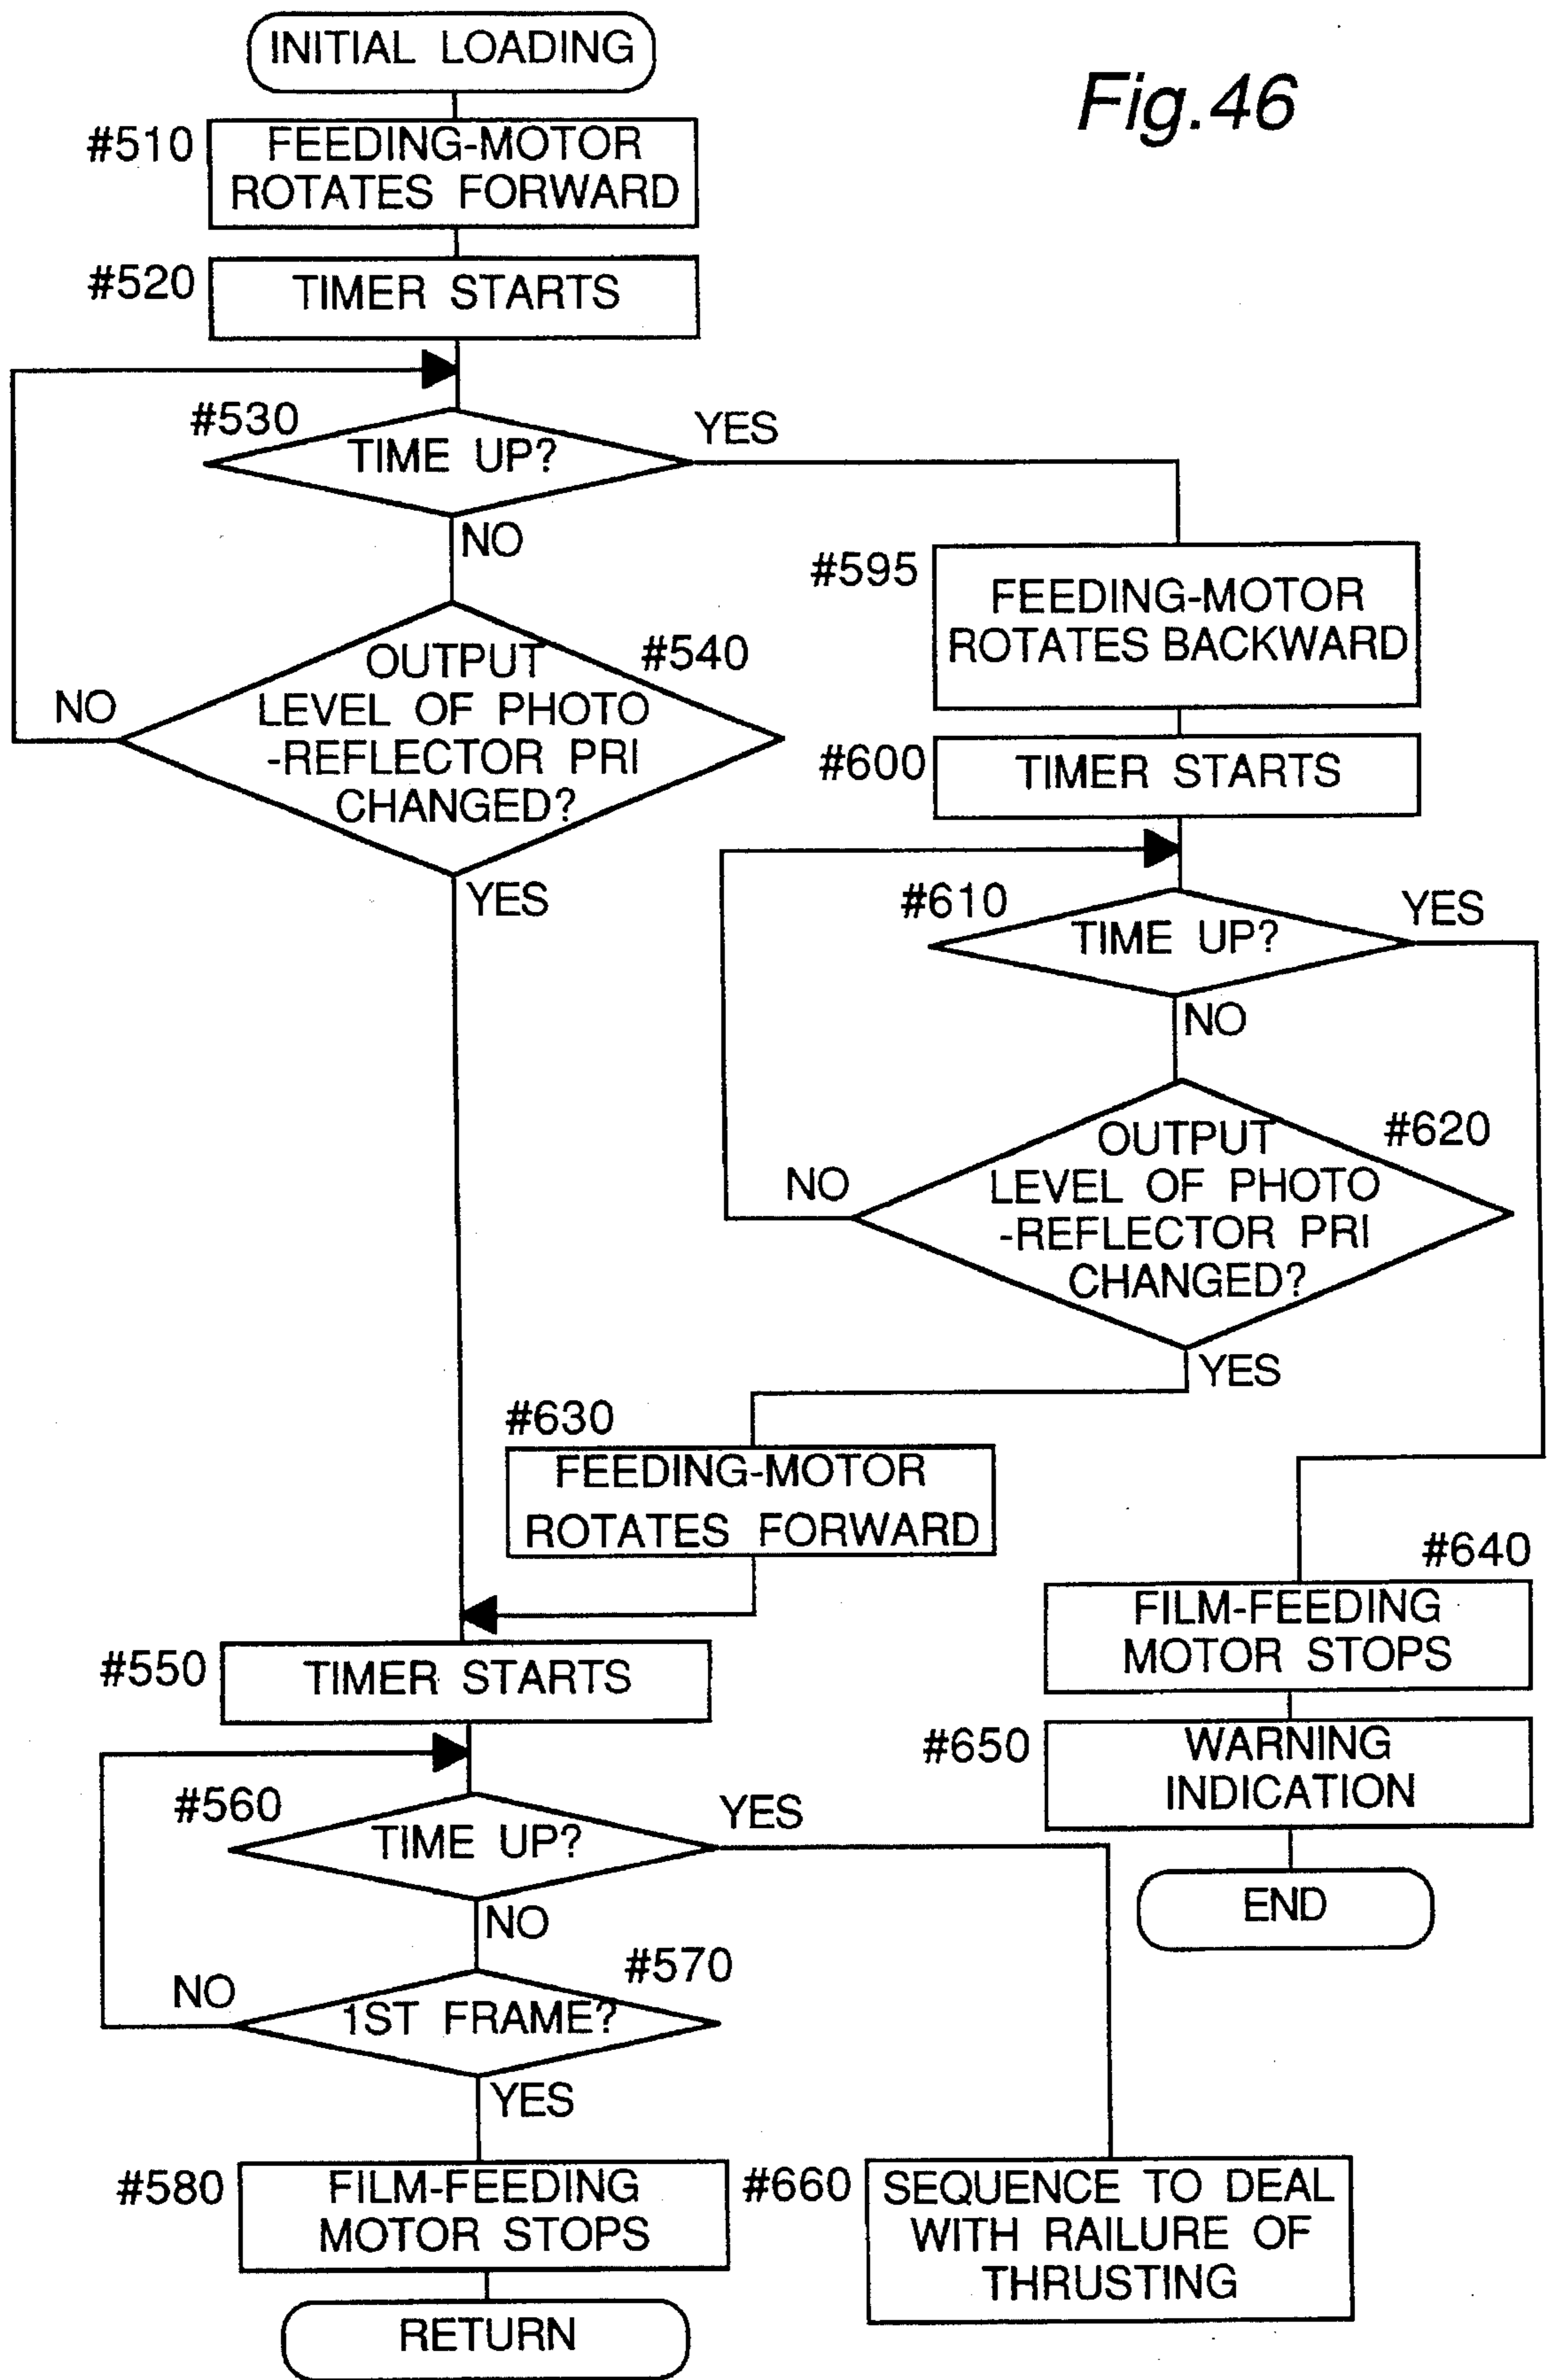 INITIAL LOADING
Fig.46
#510
FEEDING-MOTOR
ROTATES FORWARD
#520
TIMER STARTS
#530
TIME UP?
YES
NO
#540
OUTPUT
LEVEL OF PHOTO
-REFLECTOR PRI
CHANGED?
NO
YES
#595
FEEDING-MOTOR
ROTATES BACKWARD
#600
TIMER STARTS
#610
TIME UP?
YES
NO
#620
OUTPUT
LEVEL OF PHOTO
-REFLECTOR PRI
CHANGED?
NO
YES
#630
FEEDING-MOTOR
ROTATES FORWARD
#640
FILM-FEEDING
MOTOR STOPS
#650
WARNING
INDICATION
END
#550
TIMER STARTS
#560
TIME UP?
YES
NO
#570
1ST FRAME?
NO
YES
#580
FILM-FEEDING
MOTOR STOPS
RETURN
#660
SEQUENCE TO DEAL
WITH RAILURE OF
THRUSTING